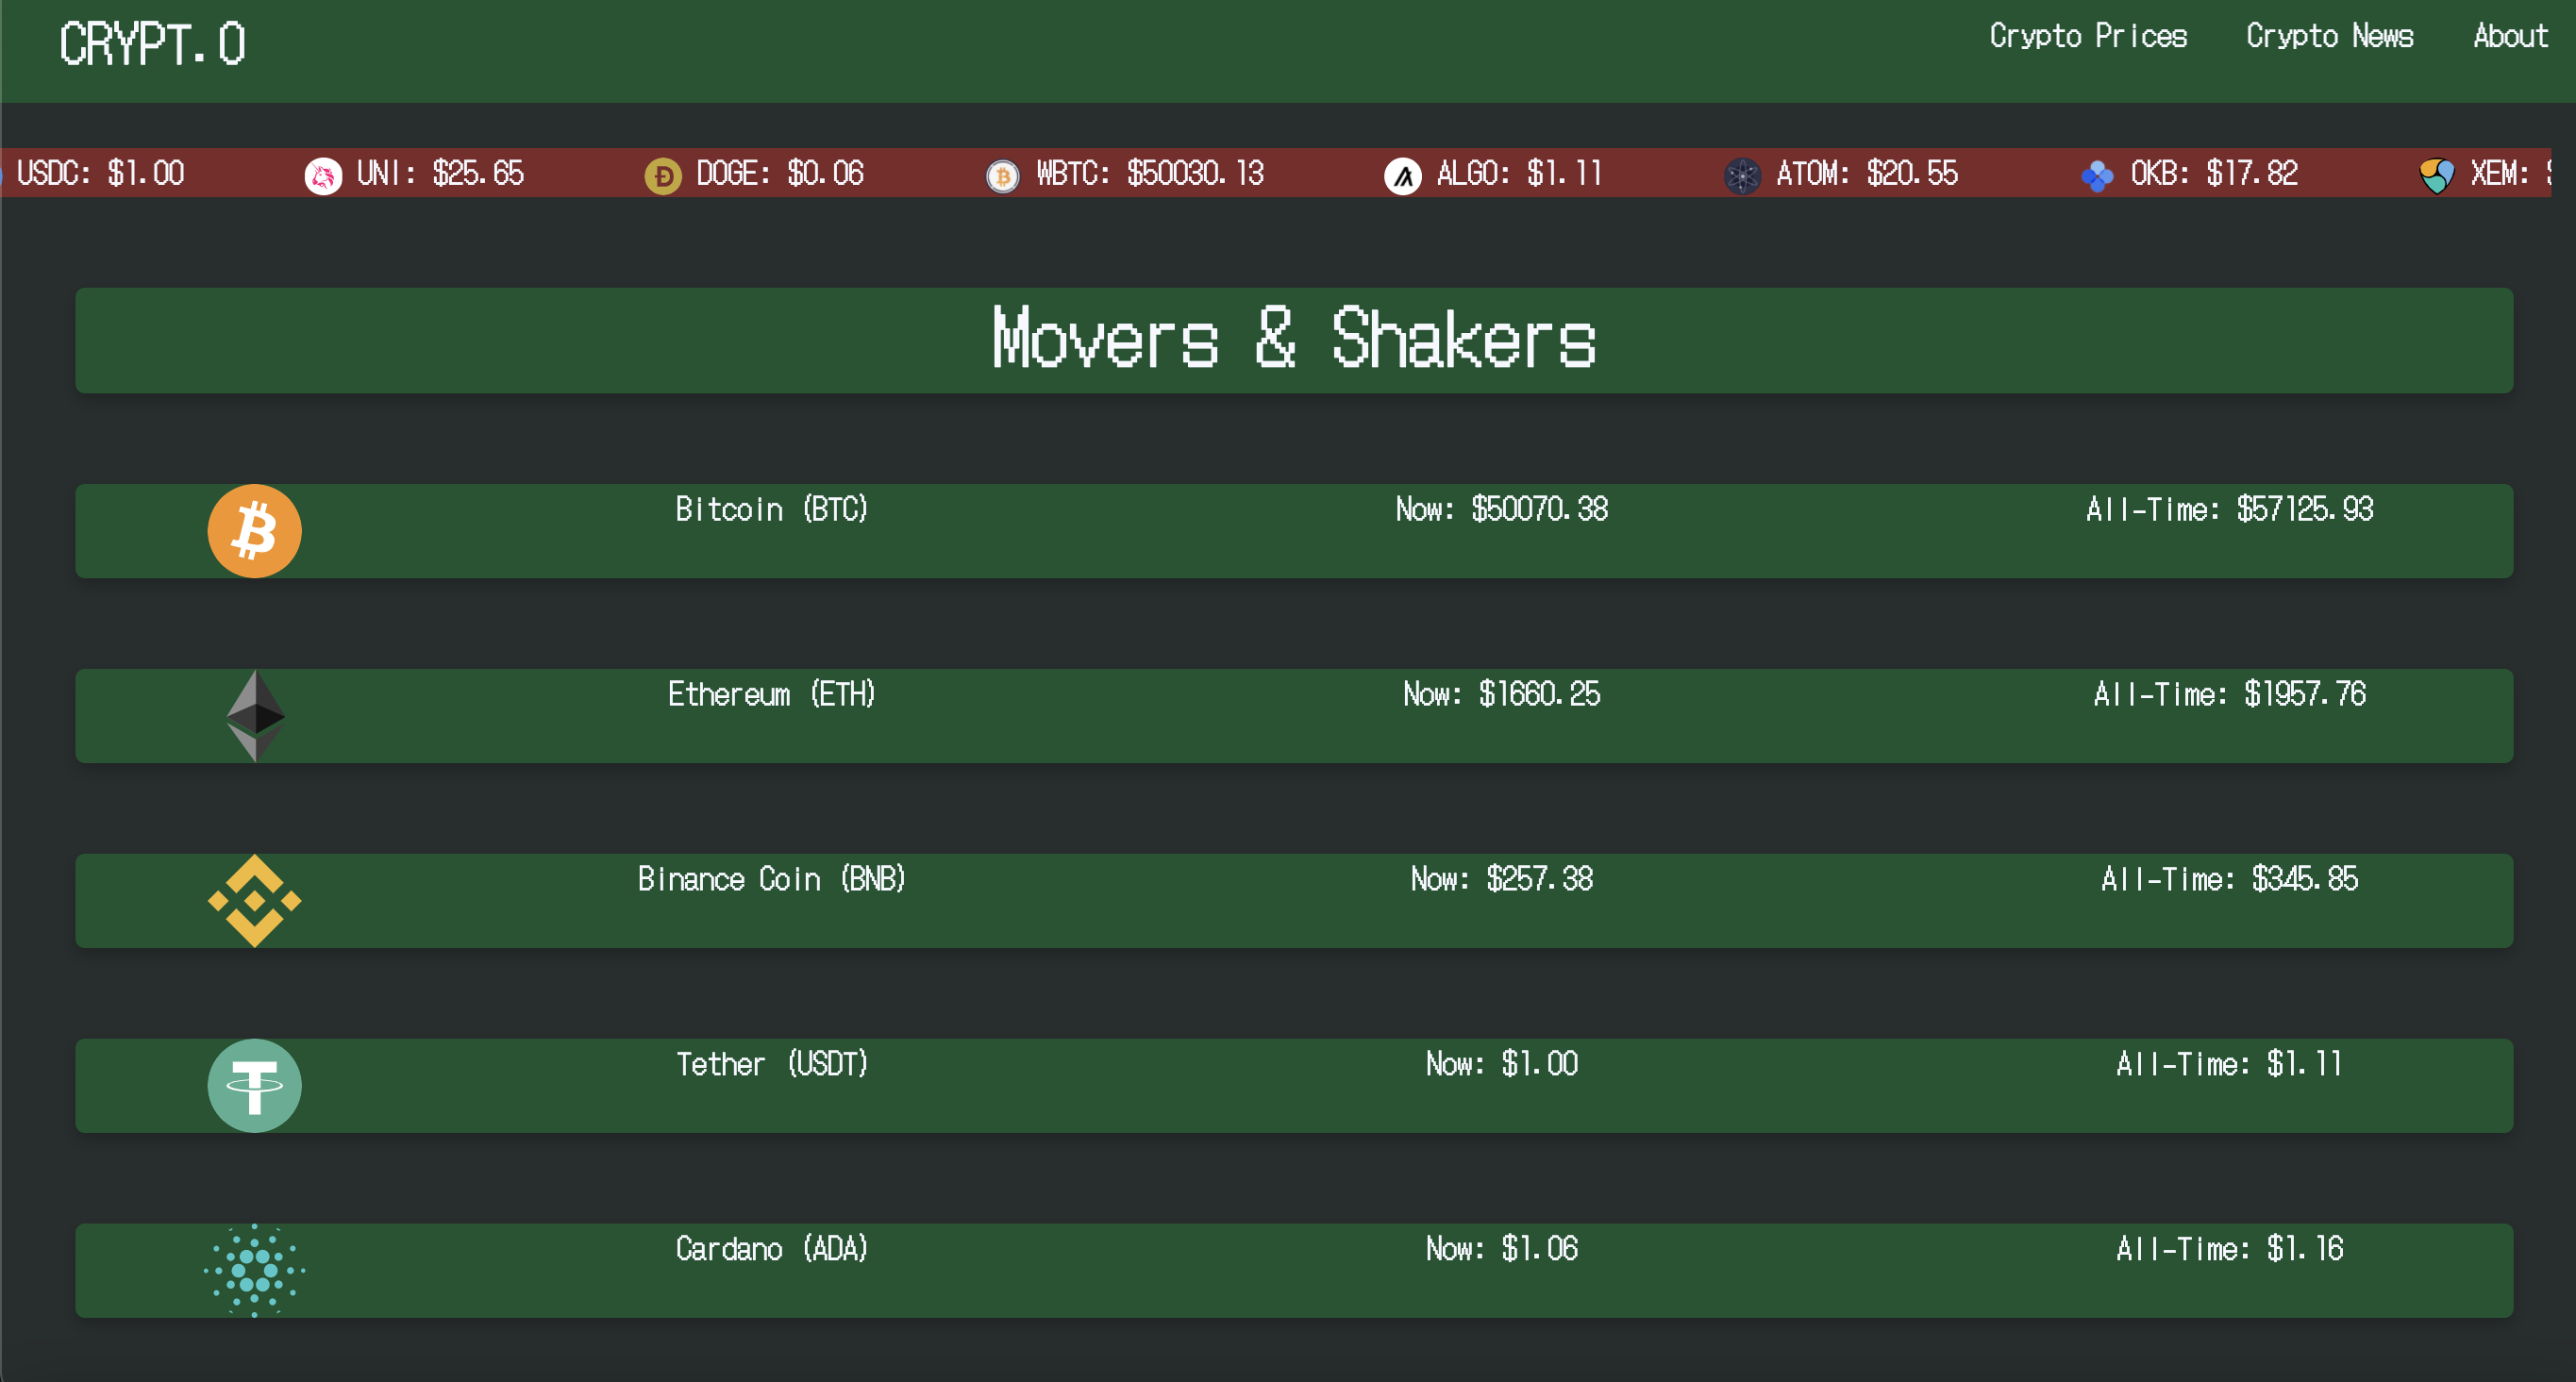 CRYPT.O
Crypto Prices Crypto News About
USDC: $1.00 UNI: $25.65 DOGE: $0.06 WBTC: $50030.13 ALGO: $1.11 ATOM: $20.55 OKB: $17.82 XEM: $
Movers & Shakers
Bitcoin (BTC) Now: $50070.38 All-Time: $57125.93
Ethereum (ETH) Now: $1660.25 All-Time: $1957.76
Binance Coin (BNB) Now: $257.38 All-Time: $345.85
Tether (USDT) Now: $1.00 All-Time: $1.11
Cardano (ADA) Now: $1.06 All-Time: $1.16